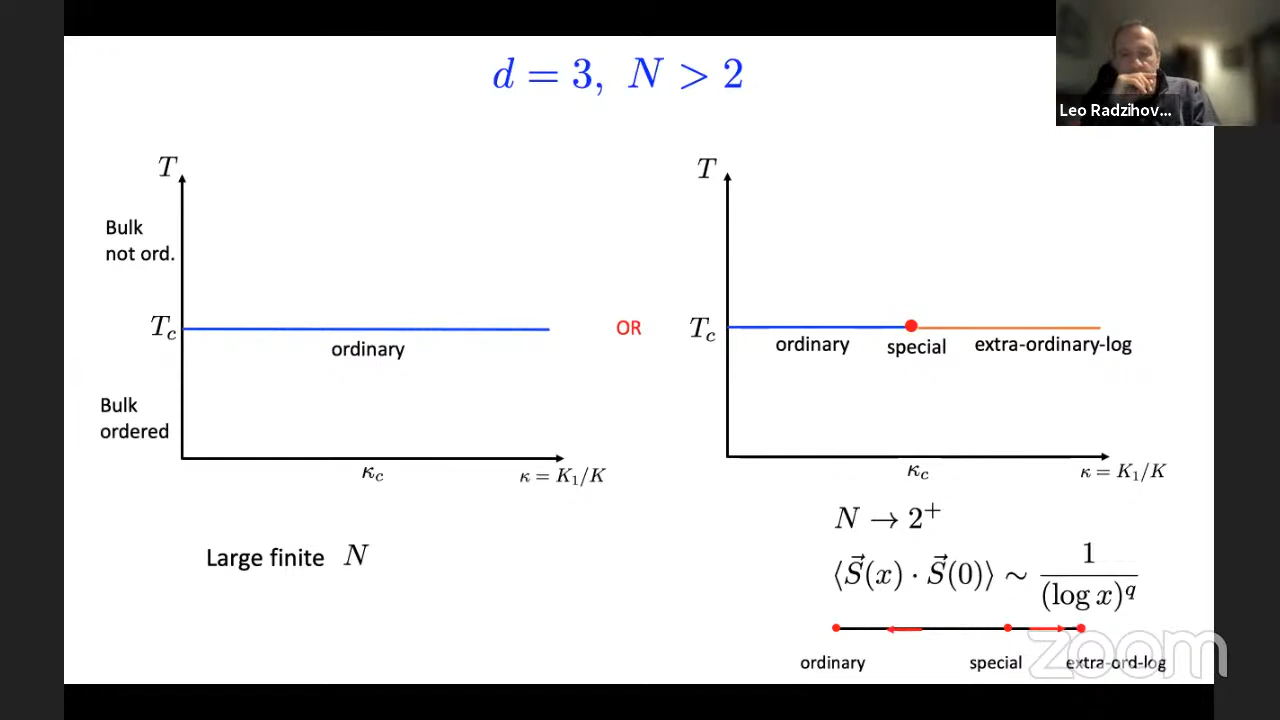 d = 3, N > 2
Leo Radzihov...
T
Bulk
not ord.
T_c
ordinary
Bulk
ordered
κ_c
κ = K_1/K
Large finite N
OR
T
T_c
ordinary
special
extra-ordinary-log
κ_c
κ = K_1/K
N → 2^+
⟨S⃗(x) · S⃗(0)⟩ ∼ 1/(log x)^q
ordinary
special
extra-ord-log
zoom